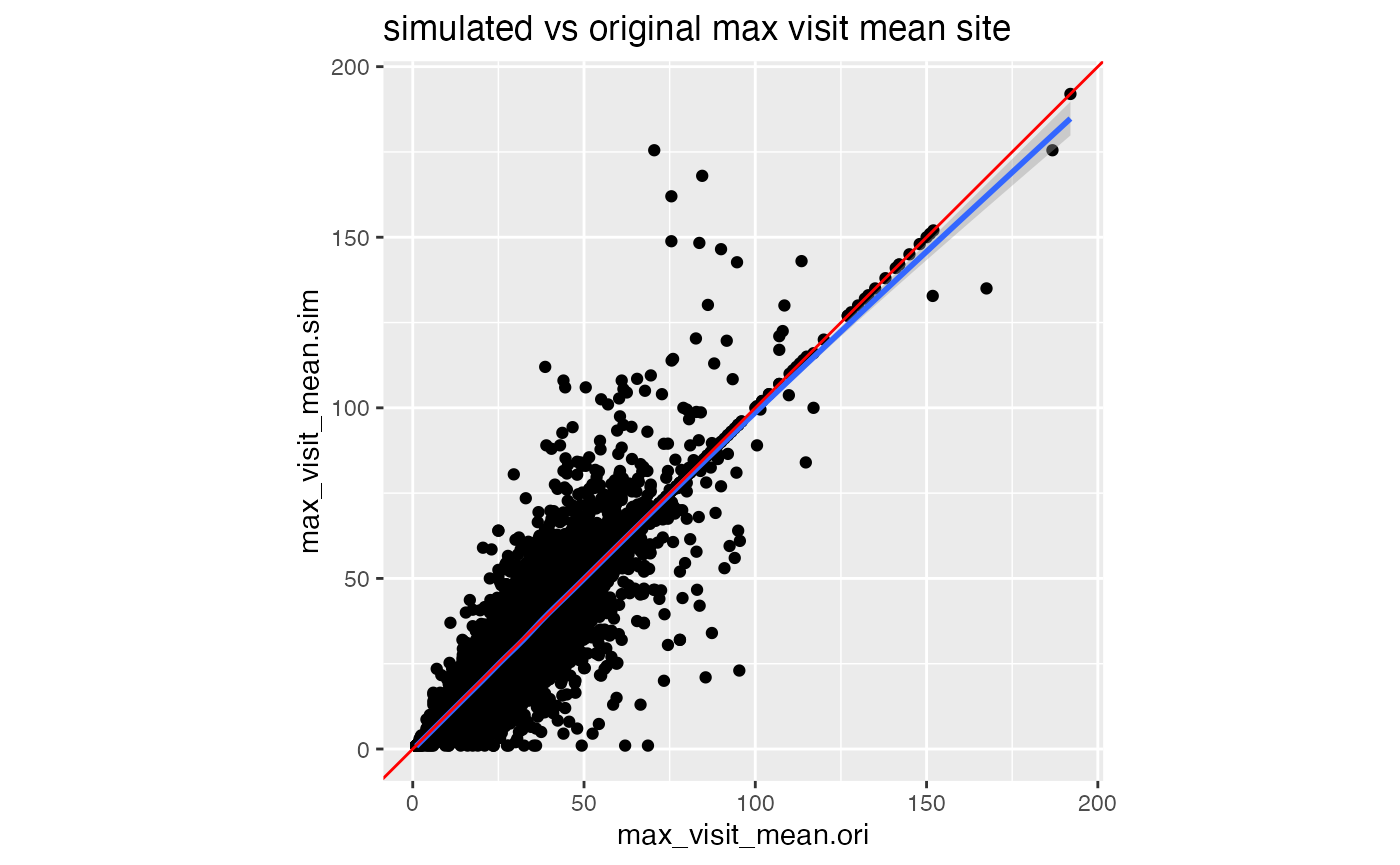 simulated vs original max visit mean site
max_visit_mean.sim
200
150
100
50
0
0 50 100 150 200
max_visit_mean.ori